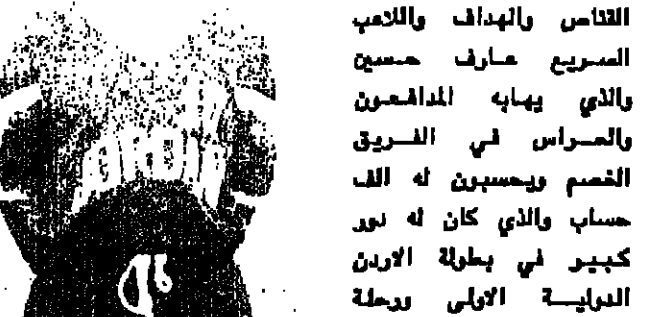 القناص والهداف واللاعب
السريع عارف حسين
والذي يهابه المدافعون
والحراس في الفريق
الخصم ويحسبون له الف
حساب والذي كان له دور
كبير في بطولة الاردن
الدولية الاولى ورحلة